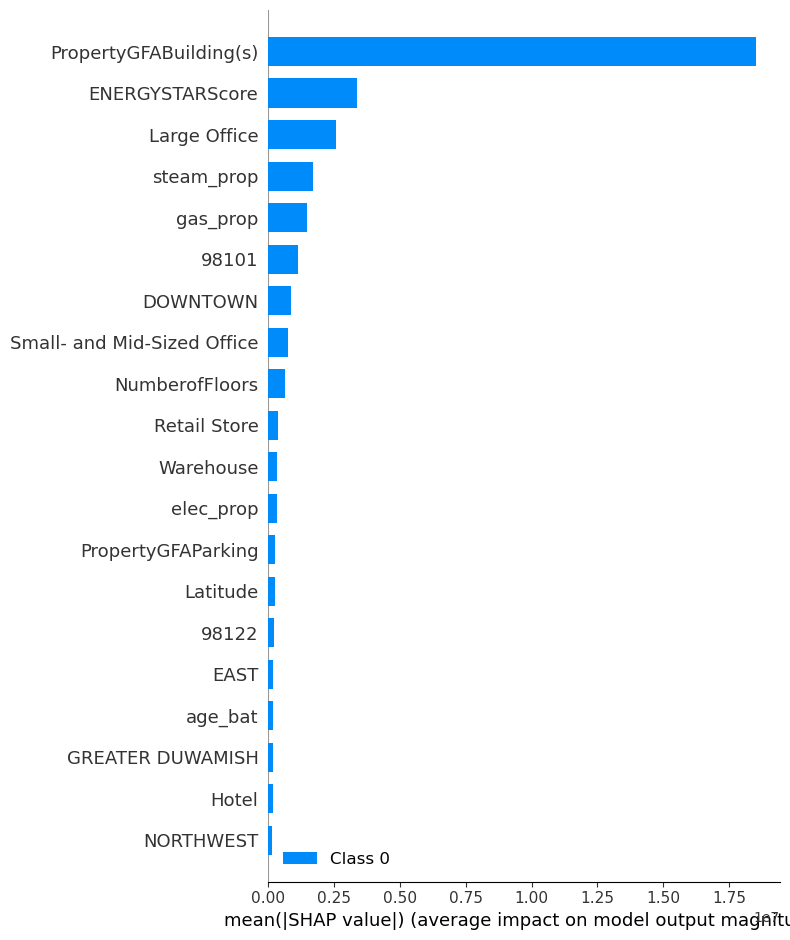 PropertyGFABuilding(s)
ENERGYSTARScore
Large Office
steam_prop
gas_prop
98101
DOWNTOWN
Small- and Mid-Sized Office
NumberofFloors
Retail Store
Warehouse
elec_prop
PropertyGFAParking
Latitude
98122
EAST
age_bat
GREATER DUWAMISH
Hotel
NORTHWEST
Class 0
0.00 0.25 0.50 0.75 1.00 1.25 1.50 1.75
1e7
mean(|SHAP value|) (average impact on model output magnitu